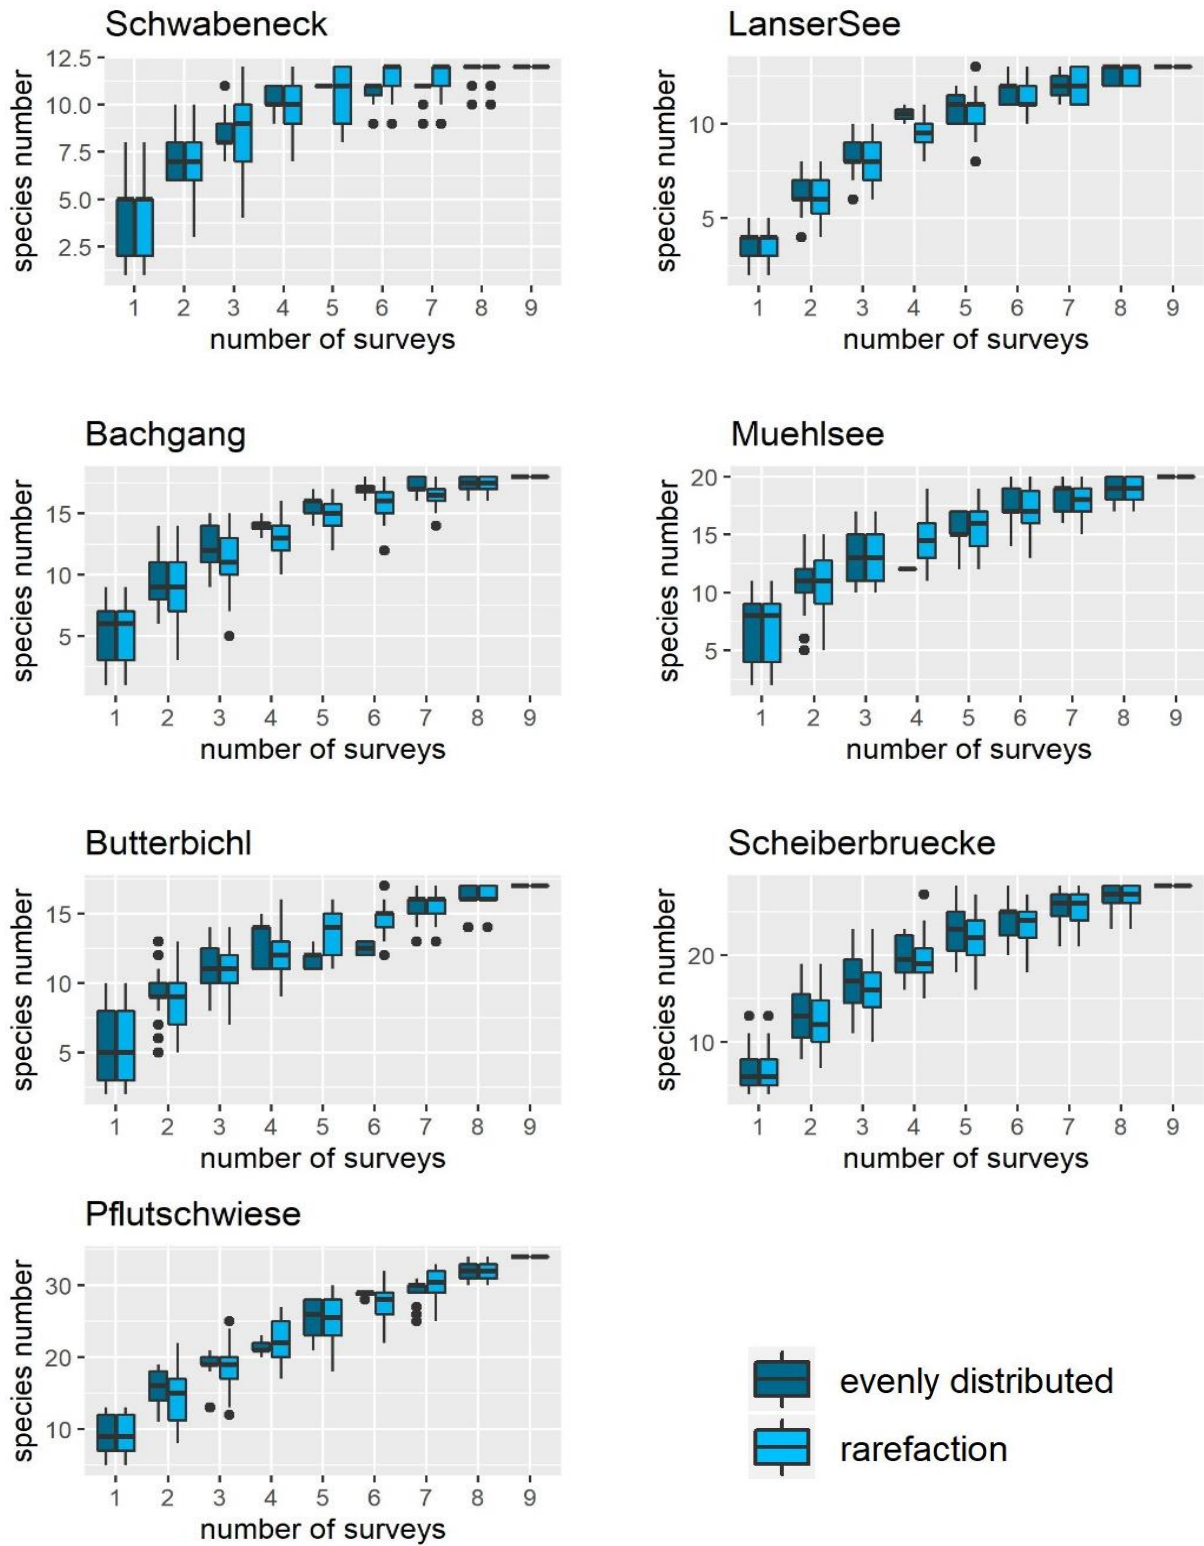 Schwabeneck
species number
12.5
10.0
7.5
5.0
2.5
1 2 3 4 5 6 7 8 9
number of surveys
LanserSee
species number
10
5
1 2 3 4 5 6 7 8 9
number of surveys
Bachgang
species number
15
10
5
1 2 3 4 5 6 7 8 9
number of surveys
Muehlsee
species number
20
15
10
5
1 2 3 4 5 6 7 8 9
number of surveys
Butterbichl
species number
15
10
5
1 2 3 4 5 6 7 8 9
number of surveys
Scheiberbruecke
species number
20
10
1 2 3 4 5 6 7 8 9
number of surveys
Pflutschwiese
species number
30
20
10
1 2 3 4 5 6 7 8 9
number of surveys
evenly distributed
rarefaction